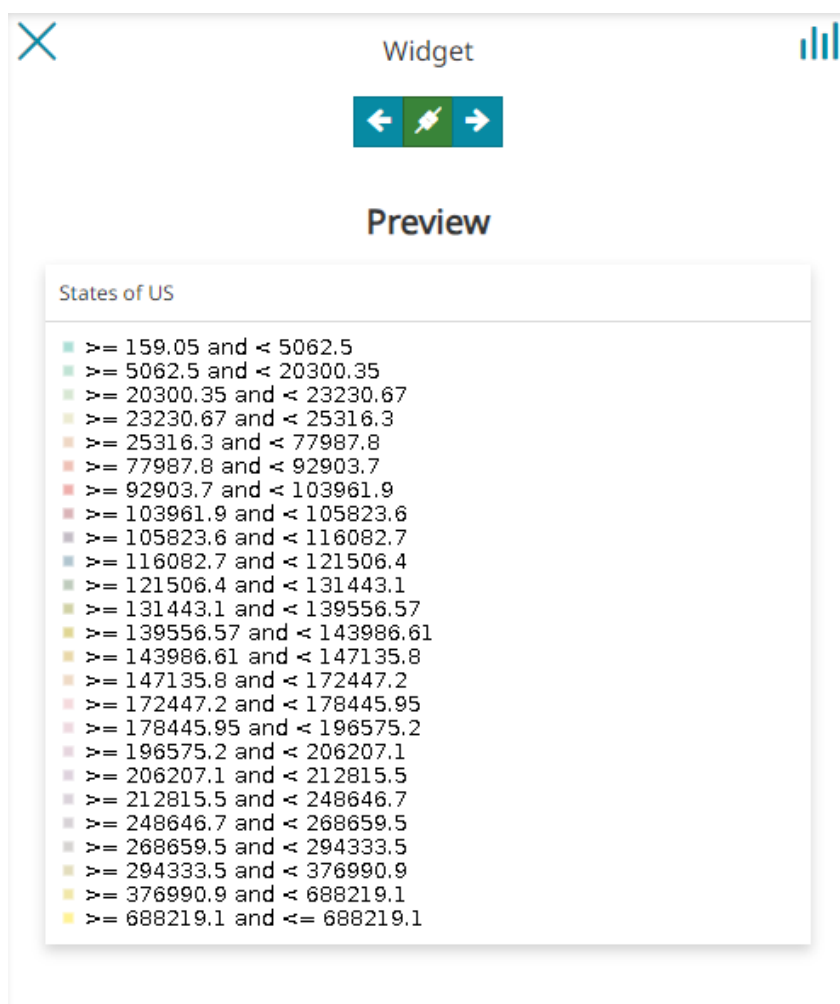 Widget
Preview
States of US
>= 159.05 and < 5062.5
>= 5062.5 and < 20300.35
>= 20300.35 and < 23230.67
>= 23230.67 and < 25316.3
>= 25316.3 and < 77987.8
>= 77987.8 and < 92903.7
>= 92903.7 and < 103961.9
>= 103961.9 and < 105823.6
>= 105823.6 and < 116082.7
>= 116082.7 and < 121506.4
>= 121506.4 and < 131443.1
>= 131443.1 and < 139556.57
>= 139556.57 and < 143986.61
>= 143986.61 and < 147135.8
>= 147135.8 and < 172447.2
>= 172447.2 and < 178445.95
>= 178445.95 and < 196575.2
>= 196575.2 and < 206207.1
>= 206207.1 and < 212815.5
>= 212815.5 and < 248646.7
>= 248646.7 and < 268659.5
>= 268659.5 and < 294333.5
>= 294333.5 and < 376990.9
>= 376990.9 and < 688219.1
>= 688219.1 and <= 688219.1